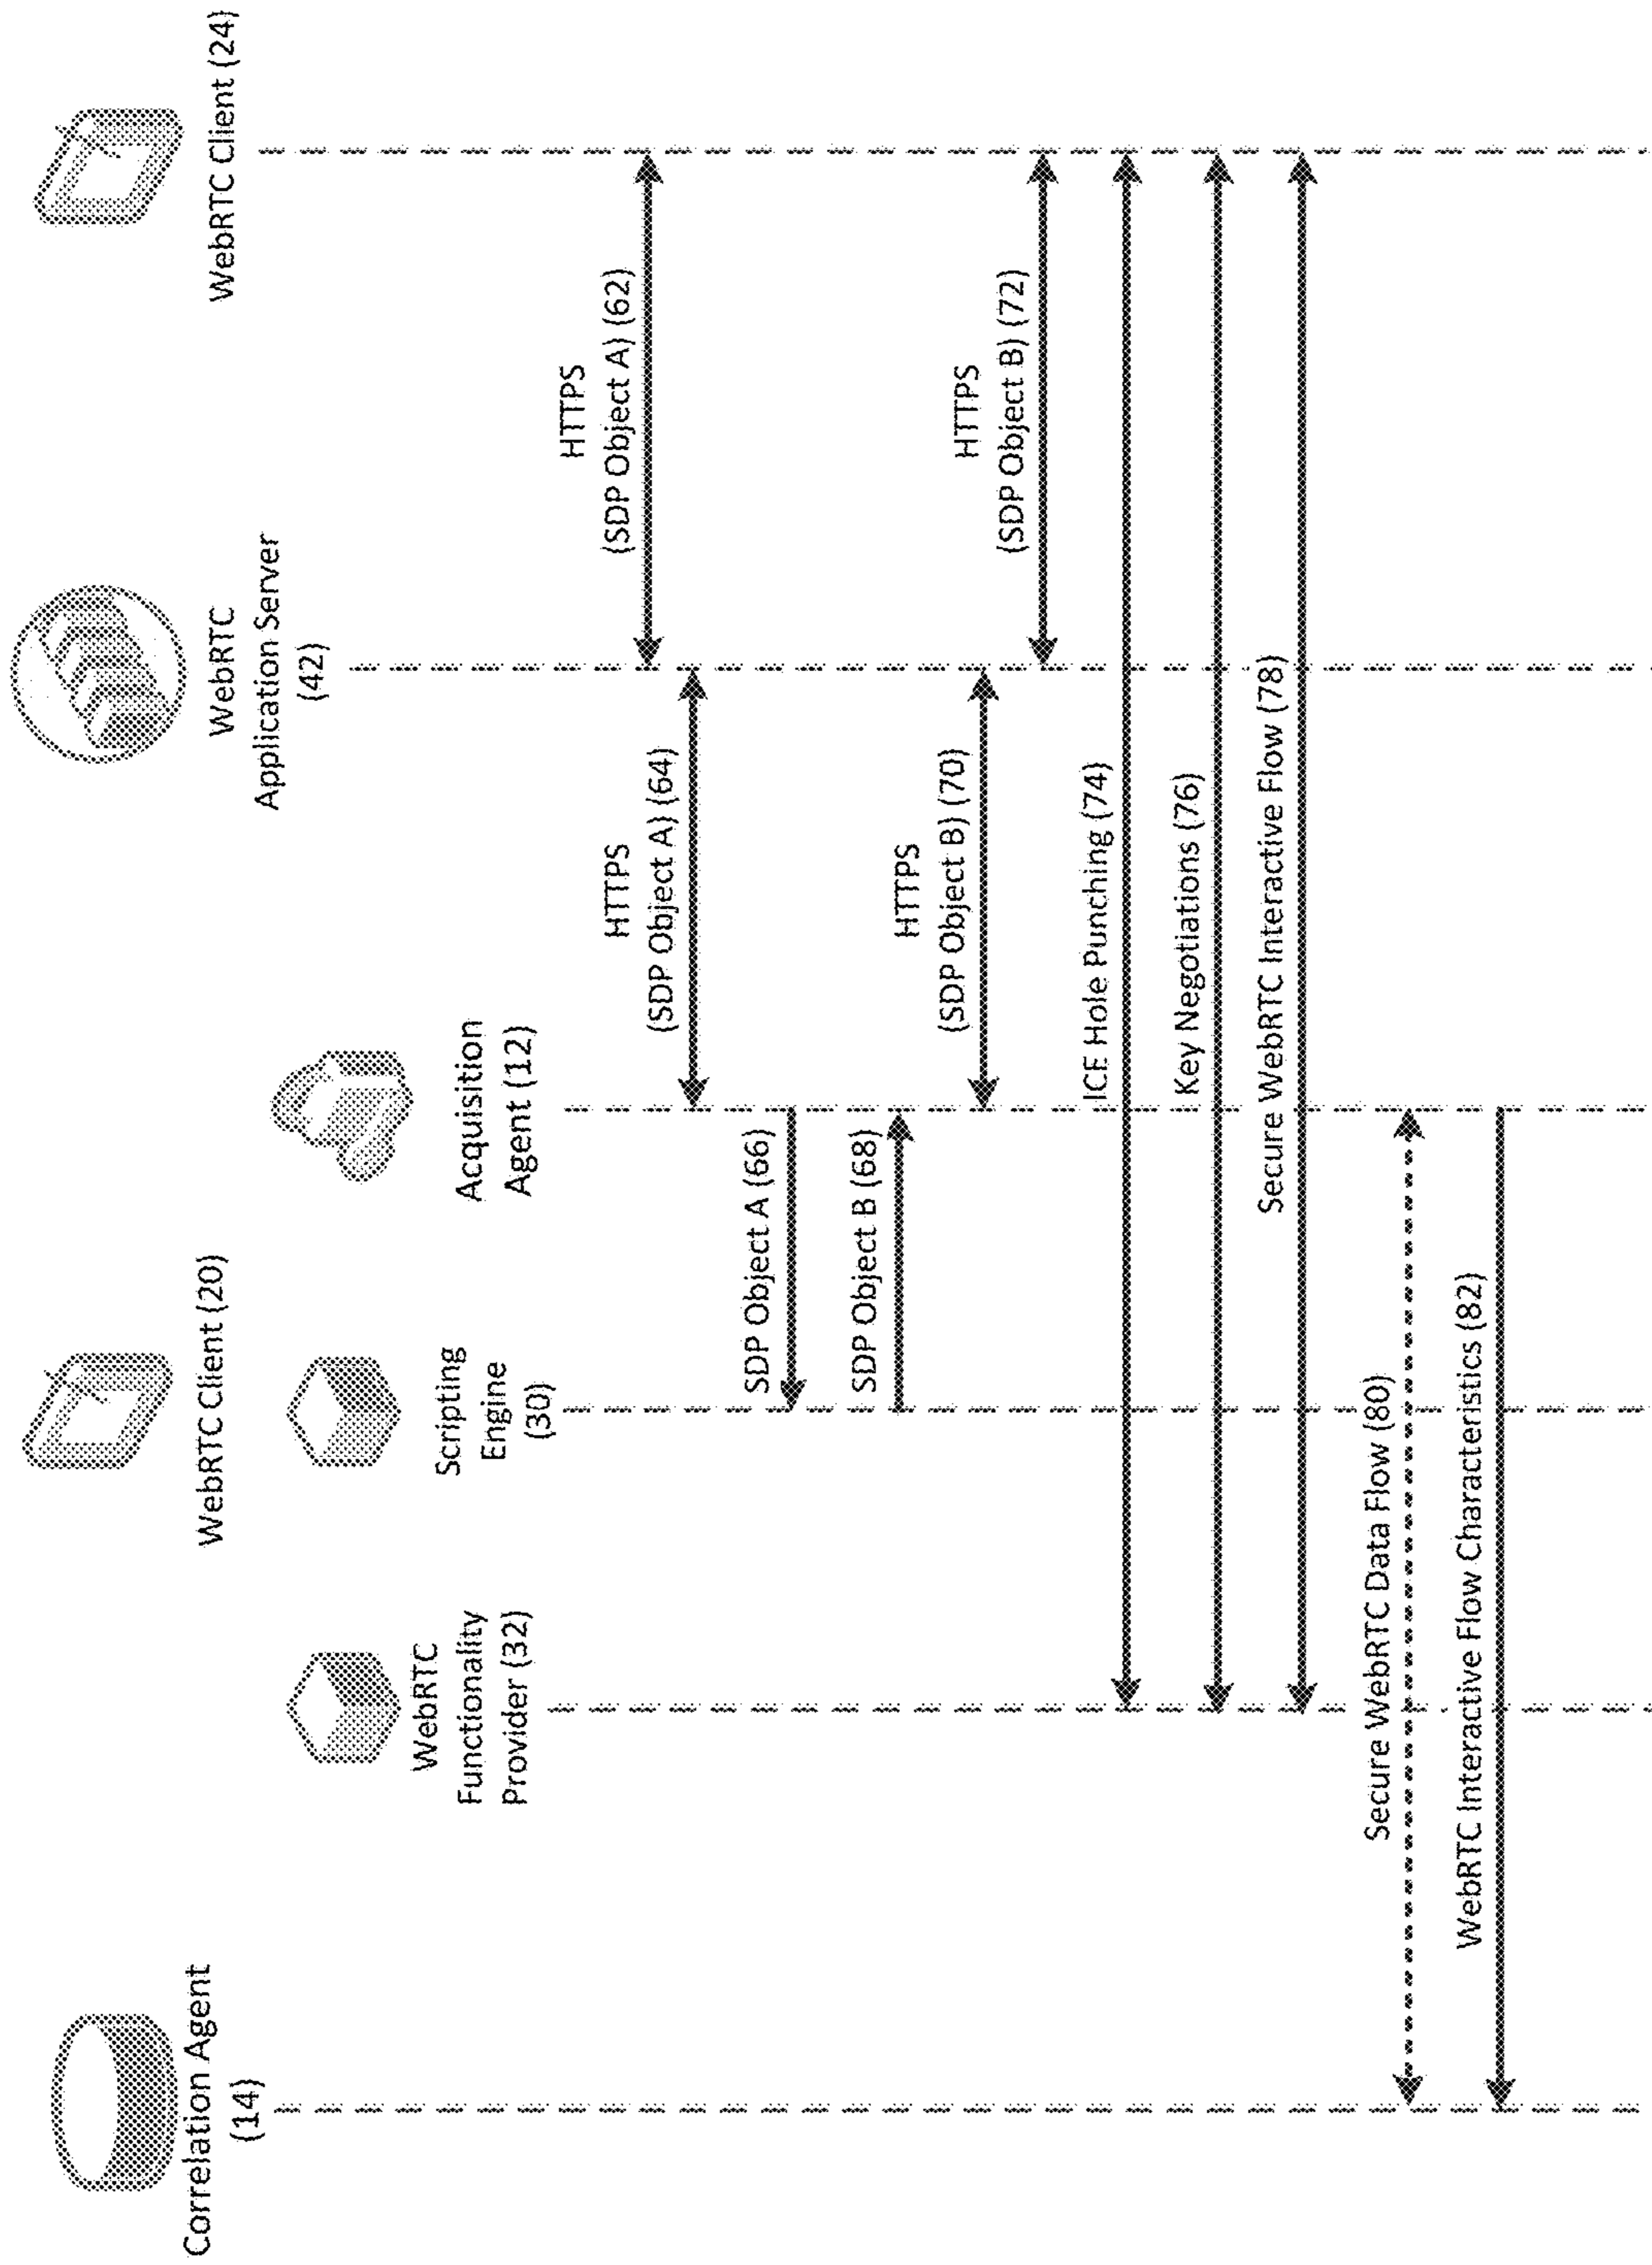 WebRTC Client (20)
Correlation Agent
(14)
WebRTC
Functionality
Provider (32)
Scripting
Engine
(30)
Acquisition
Agent (12)
WebRTC
Application Server
(42)
WebRTC Client (24)
HTTPS
(SDP Object A) (62)
HTTPS
(SDP Object A) (64)
SDP Object A (66)
SDP Object B (68)
HTTPS
(SDP Object B) (70)
HTTPS
(SDP Object B) (72)
ICE Hole Punching (74)
Key Negotiations (76)
Secure WebRTC Interactive Flow (78)
Secure WebRTC Data Flow (80)
WebRTC Interactive Flow Characteristics (82)